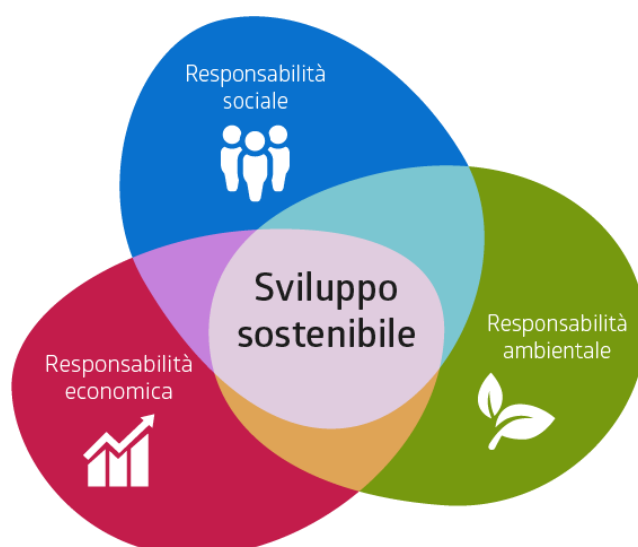 Responsabilità
sociale
Sviluppo
sostenibile
Responsabilità
ambientale
Responsabilità
economica